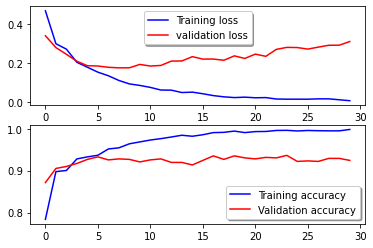 0.4
0.2
0.0
Training loss
validation loss
0 5 10 15 20 25 30
1.0
0.9
0.8
Training accuracy
Validation accuracy
0 5 10 15 20 25 30